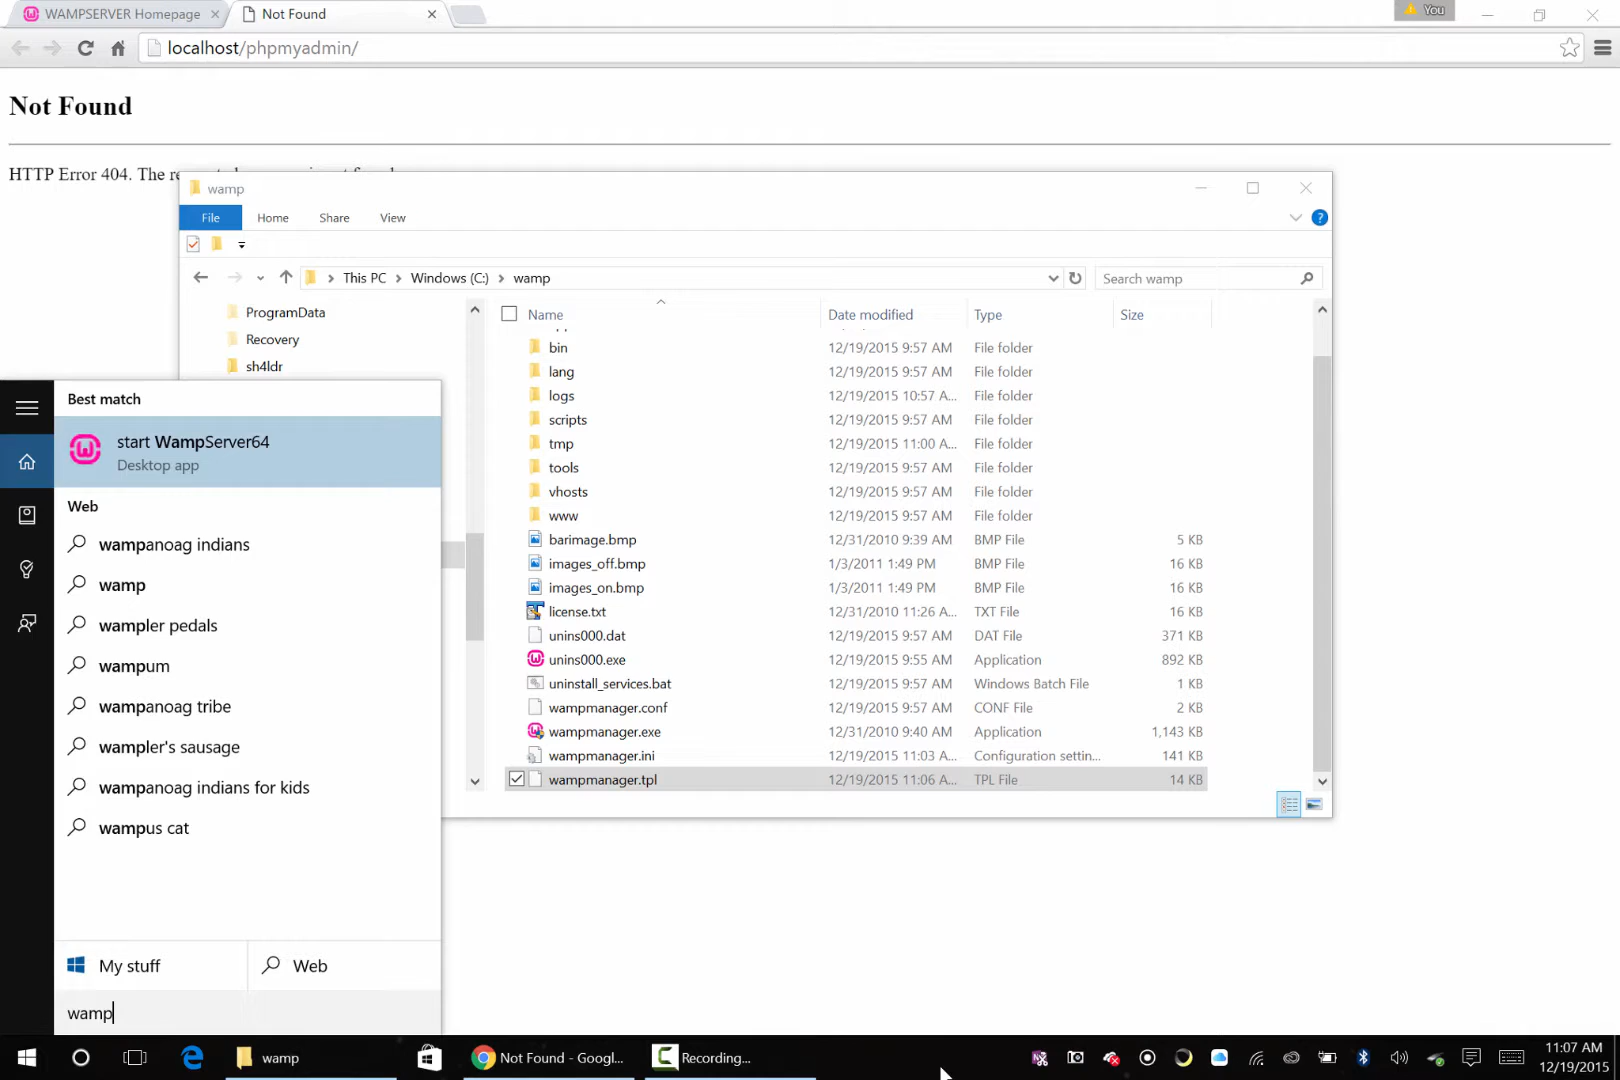 WAMPSERVER Homepage
Not Found
You
localhost/phpmyadmin/
Not Found
HTTP Error 404. The
wamp
File
Home
Share
View
This PC
Windows (C:)
wamp
Search wamp
ProgramData
Recovery
sh4ldr
Name
Date modified
Type
Size
bin
12/19/2015 9:57 AM
File folder
lang
12/19/2015 9:57 AM
File folder
logs
12/19/2015 10:57 A...
File folder
scripts
12/19/2015 9:57 AM
File folder
tmp
12/19/2015 11:00 A...
File folder
tools
12/19/2015 9:57 AM
File folder
vhosts
12/19/2015 9:57 AM
File folder
www
12/19/2015 9:57 AM
File folder
barimage.bmp
12/31/2010 9:39 AM
BMP File
5 KB
images_off.bmp
1/3/2011 1:49 PM
BMP File
16 KB
images_on.bmp
1/3/2011 1:49 PM
BMP File
16 KB
license.txt
12/31/2010 11:26 A...
TXT File
16 KB
unins000.dat
12/19/2015 9:57 AM
DAT File
371 KB
unins000.exe
12/19/2015 9:55 AM
Application
892 KB
uninstall_services.bat
12/19/2015 9:57 AM
Windows Batch File
1 KB
wampmanager.conf
12/19/2015 9:57 AM
CONF File
2 KB
wampmanager.exe
12/31/2010 9:40 AM
Application
1,143 KB
wampmanager.ini
12/19/2015 11:03 A...
Configuration settin...
141 KB
wampmanager.tpl
12/19/2015 11:06 A...
TPL File
14 KB
Best match
start WampServer64
Desktop app
Web
wampanoag indians
wamp
wampler pedals
wampum
wampanoag tribe
wampler's sausage
wampanoag indians for kids
wampus cat
My stuff
Web
wamp
wamp
Not Found - Googl...
Recording...
11:07 AM
12/19/2015